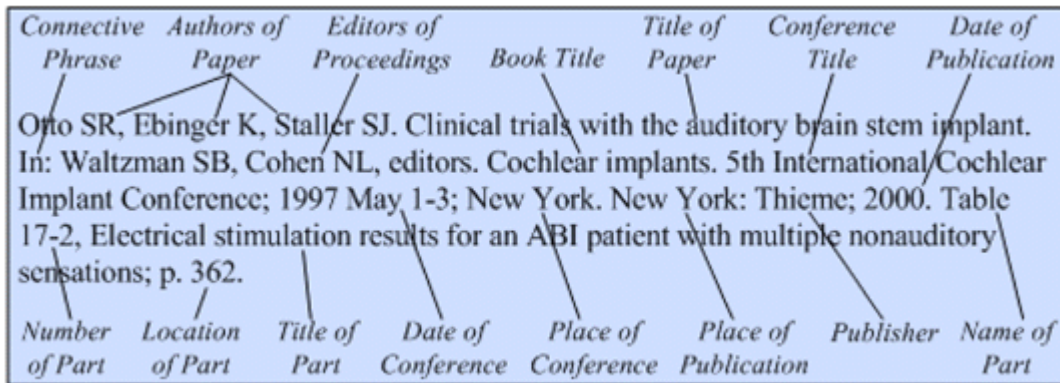 Connective Authors of Editors of Title of Conference Date of
Phrase Paper Proceedings Book Title Paper Title Publication
Otto SR, Ebinger K, Staller SJ. Clinical trials with the auditory brain stem implant.
In: Waltzman SB, Cohen NL, editors. Cochlear implants. 5th International Cochlear
Implant Conference; 1997 May 1-3; New York. New York: Thieme; 2000. Table
17-2, Electrical stimulation results for an ABI patient with multiple nonauditory
sensations; p. 362.
Number Location Title of Date of Place of Place of Publisher Name of
of Part of Part Part Conference Conference Publication Part